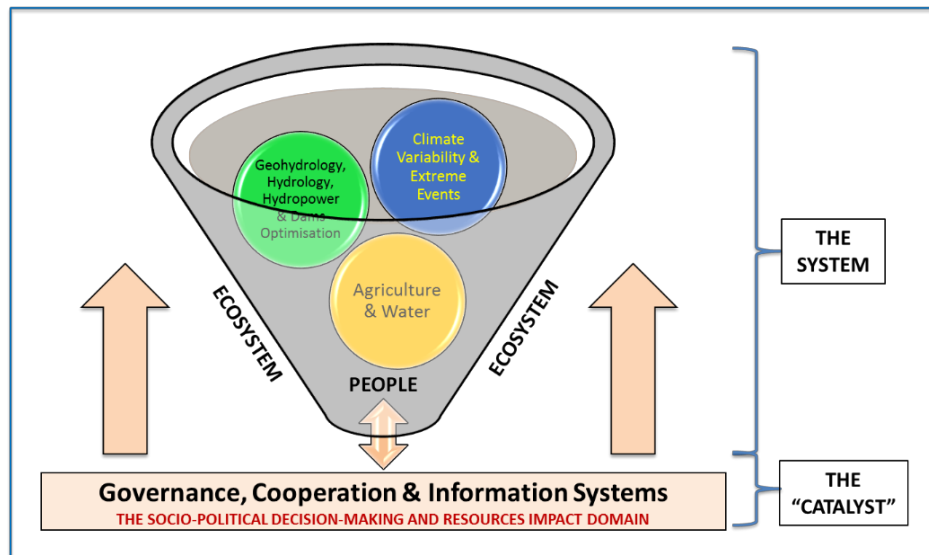 Geohydrology,
Hydrology,
Hydropower
& Dams
Optimisation
Climate
Variability &
Extreme
Events
Agriculture
& Water
ECOSYSTEM
ECOSYSTEM
PEOPLE
THE
SYSTEM
Governance, Cooperation & Information Systems
THE SOCIO-POLITICAL DECISION-MAKING AND RESOURCES IMPACT DOMAIN
THE
“CATALYST”